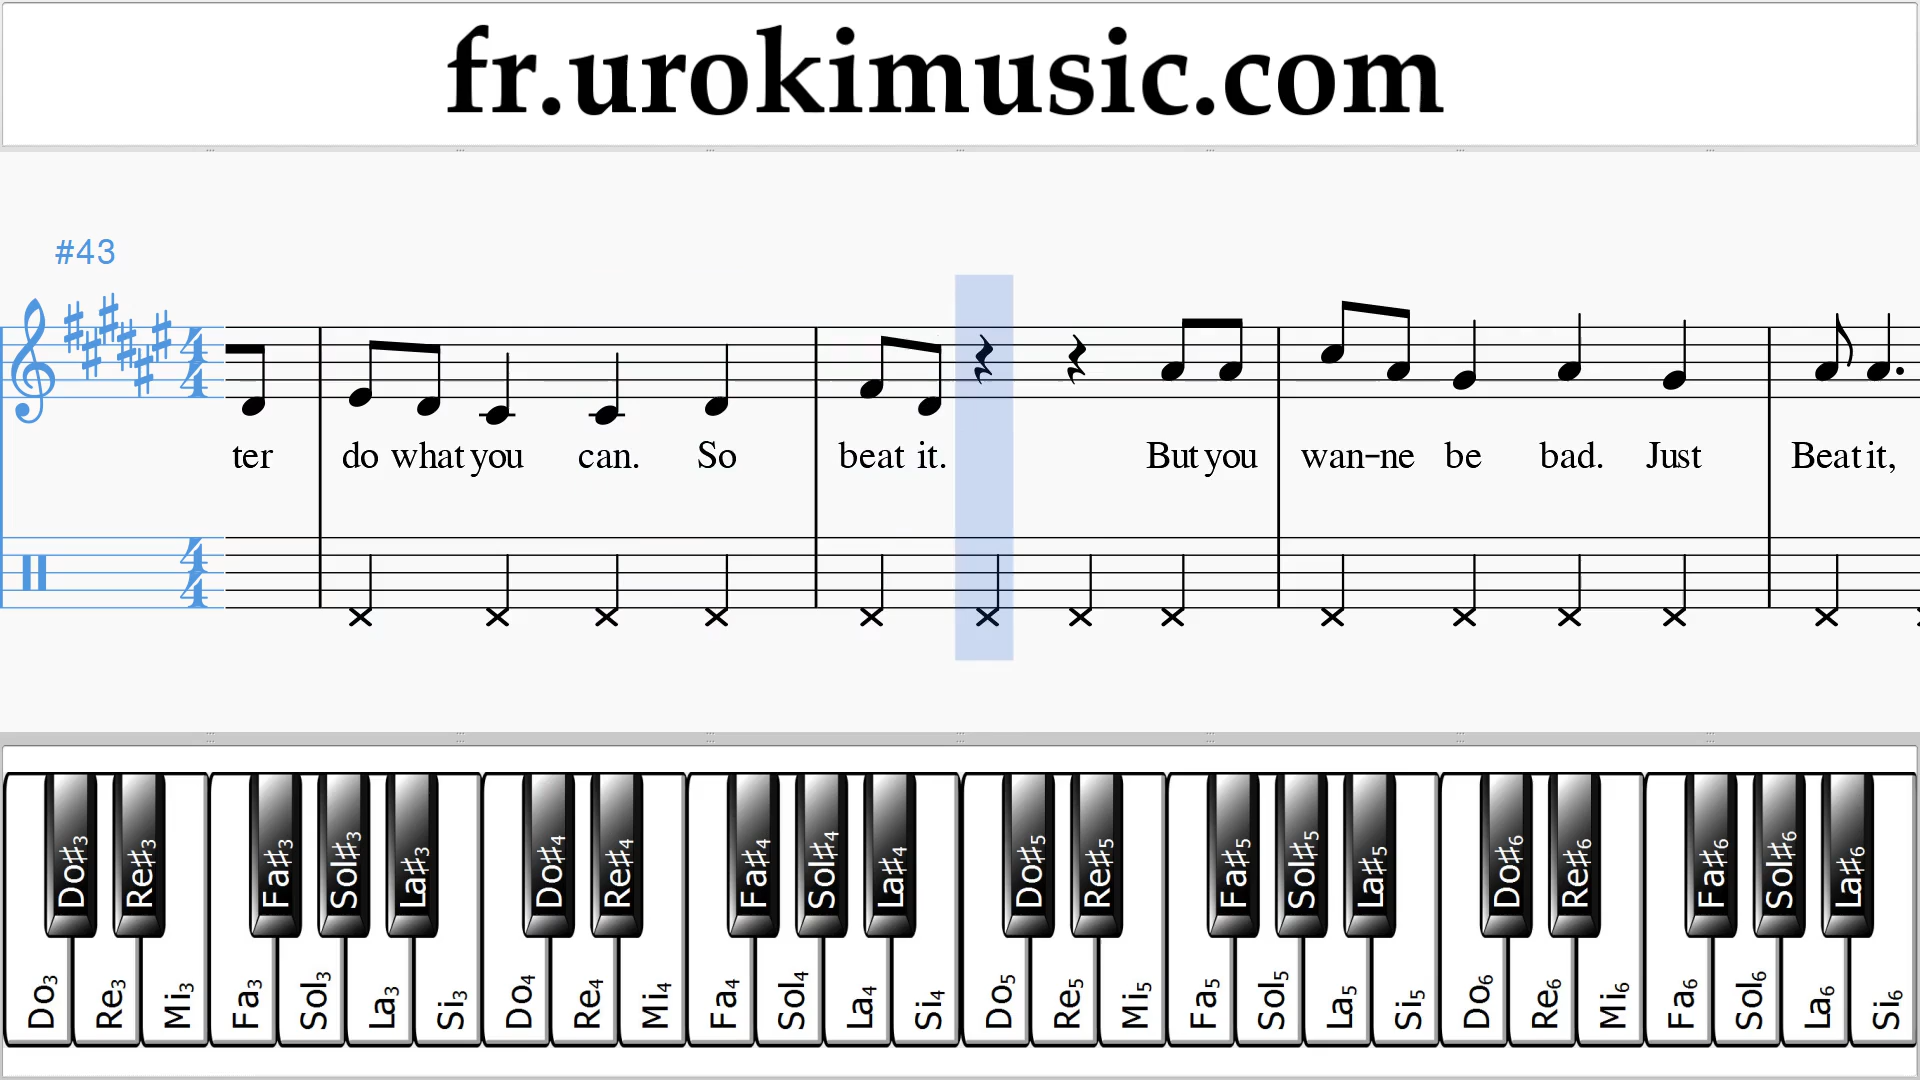 fr.urokimusic.com
#43
4 4
ter do what you can. So beat it. But you wan-ne be bad. Just Beat it,
4 4
Do♯3 Re♯3 Fa♯3 Sol♯3 La♯3 Do♯4 Re♯4 Fa♯4 Sol♯4 La♯4 Do♯5 Re♯5 Fa♯5 Sol♯5 La♯5 Do♯6 Re♯6 Fa♯6 Sol♯6 La♯6
Do3 Re3 Mi3 Fa3 Sol3 La3 Si3 Do4 Re4 Mi4 Fa4 Sol4 La4 Si4 Do5 Re5 Mi5 Fa5 Sol5 La5 Si5 Do6 Re6 Mi6 Fa6 Sol6 La6 Si6